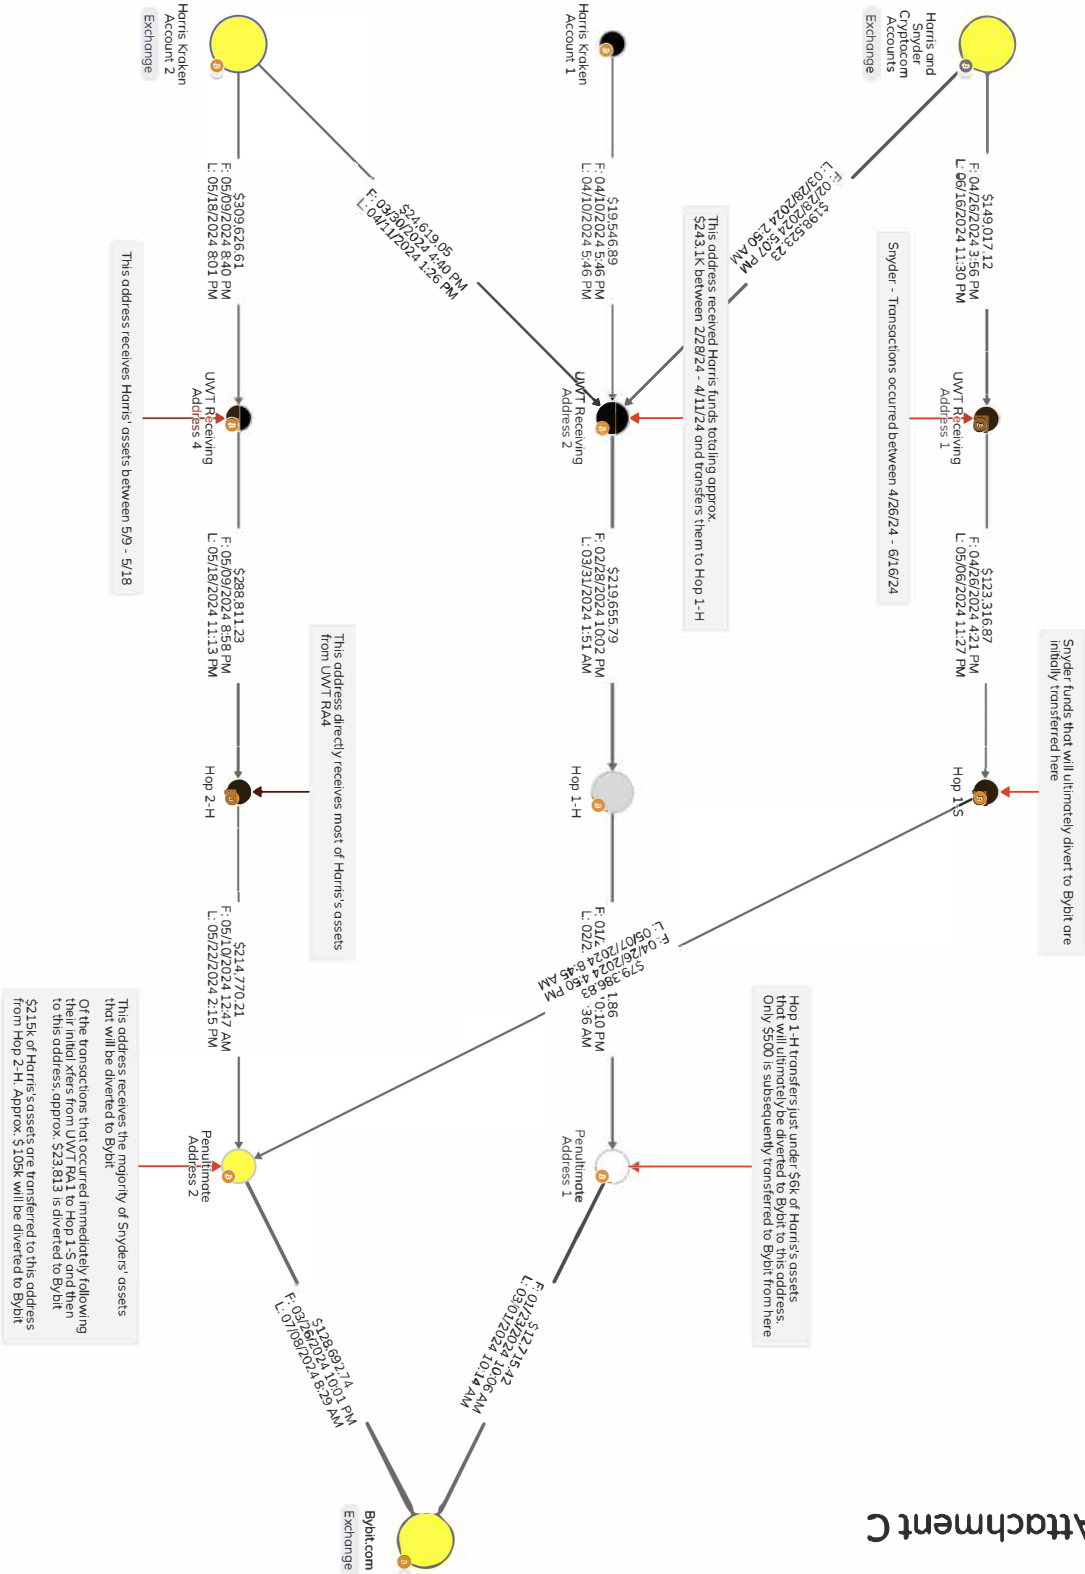 Attachment C
Harris and
Snyder
Cryptocom
Accounts
Exchange
$149,017.12
F: 04/26/2024 3:56 PM
L: 06/16/2024 11:30 PM
UWT Receiving
Address 1
$123,316.87
F: 04/26/2024 4:21 PM
L: 05/06/2024 11:27 PM
Hop 1-S
Snyder funds that will ultimately divert to Bybit are
initially transferred here
Snyder - Transactions occurred between 4/26/24 - 6/16/24
$198,523.23
F: 02/28/2024 5:07 PM
L: 03/28/2024 2:50 AM
This address received Harris funds totaling approx.
$243.1K between 2/28/24 - 4/11/24 and transfers them to Hop 1-H
Harris Kraken
Account 1
$19,546.89
F: 04/10/2024 5:46 PM
L: 04/10/2024 5:46 PM
UWT Receiving
Address 2
$219,655.79
F: 02/28/2024 10:02 PM
L: 03/31/2024 1:51 AM
Hop 1-H
1.86
F: 01/2 0:10 PM
L: 02/2 36 AM
$79,386.83
F: 04/26/2024 4:50 PM
L: 05/07/2024 8:45 AM
Penultimate
Address 1
Hop 1-H transfers just under $6k of Harris's assets
that will ultimately be diverted to Bybit to this address.
Only $500 is subsequently transferred to Bybit from here
$12,715.42
F: 01/23/2024 10:06 AM
L: 03/01/2024 10:14 AM
Harris Kraken
Account 2
Exchange
$24,619.05
F: 03/30/2024 4:40 PM
L: 04/11/2024 1:26 PM
$309,626.61
F: 05/09/2024 8:40 PM
L: 05/18/2024 8:01 PM
UWT Receiving
Address 4
This address receives Harris' assets between 5/9 - 5/18
$288,811.23
F: 05/09/2024 8:58 PM
L: 05/18/2024 11:13 PM
Hop 2-H
This address directly receives most of Harris's assets
from UWT RA4
$214,770.21
F: 05/10/2024 12:47 AM
L: 05/22/2024 2:15 PM
Penultimate
Address 2
This address receives the majority of Snyders' assets
that will be diverted to Bybit
Of the transactions that occurred immediately following
their initial xfers from UWT RA1 to Hop 1-S and then
to this address, approx. $23,813 is diverted to Bybit
$215k of Harris's assets are transferred to this address
from Hop 2-H. Approx. $105k will be diverted to Bybit
$128,692.74
F: 03/26/2024 10:01 PM
L: 07/08/2024 8:29 AM
Bybit.com
Exchange